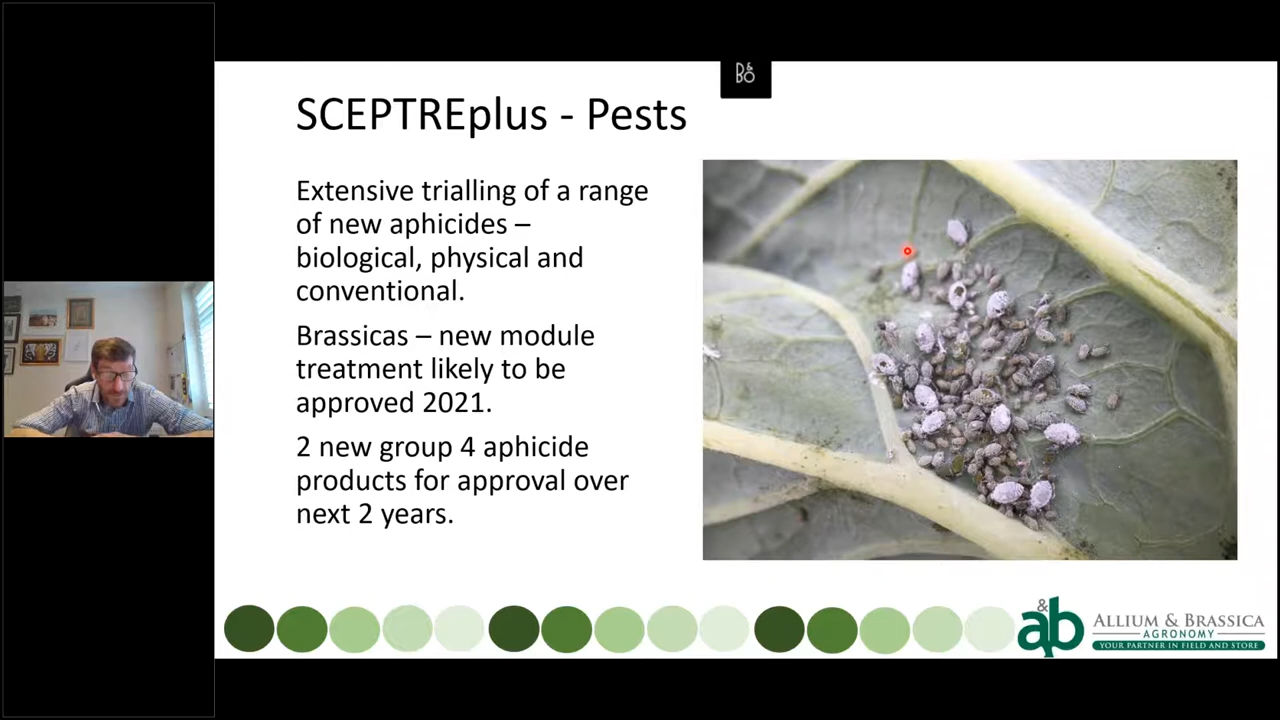 B&O
SCEPTREplus - Pests
Extensive trialling of a range
of new aphicides –
biological, physical and
conventional.
Brassicas – new module
treatment likely to be
approved 2021.
2 new group 4 aphicide
products for approval over
next 2 years.
a&b
ALLIUM & BRASSICA
AGRONOMY
YOUR PARTNER IN FIELD AND STORE